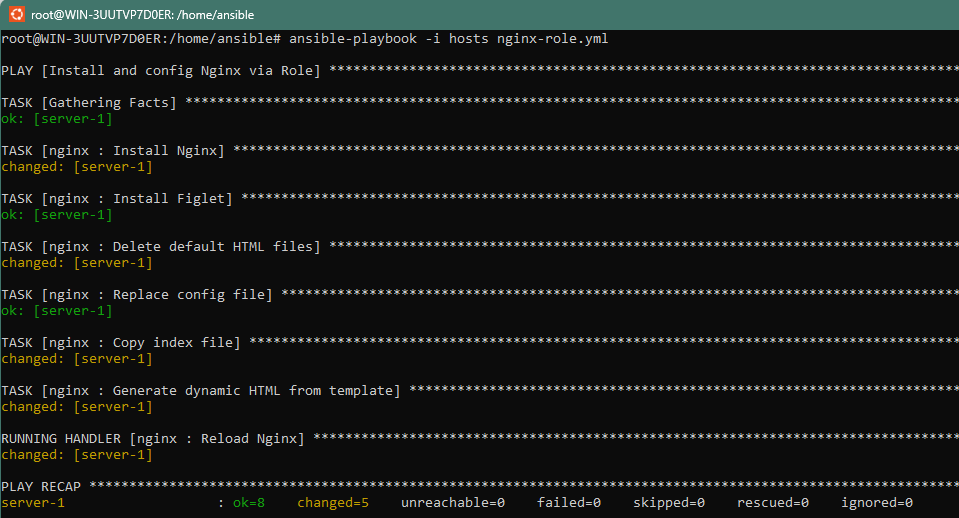 root@WIN-3UUTVP7D0ER: /home/ansible
root@WIN-3UUTVP7D0ER:/home/ansible# ansible-playbook -i hosts nginx-role.yml
PLAY [Install and config Nginx via Role] *******************************************************************************
TASK [Gathering Facts] *************************************************************************************************
ok: [server-1]
TASK [nginx : Install Nginx] *******************************************************************************************
changed: [server-1]
TASK [nginx : Install Figlet] ******************************************************************************************
ok: [server-1]
TASK [nginx : Delete default HTML files] *******************************************************************************
changed: [server-1]
TASK [nginx : Replace config file] *************************************************************************************
ok: [server-1]
TASK [nginx : Copy index file] *****************************************************************************************
changed: [server-1]
TASK [nginx : Generate dynamic HTML from template] *********************************************************************
changed: [server-1]
RUNNING HANDLER [nginx : Reload Nginx] *********************************************************************************
changed: [server-1]
PLAY RECAP *************************************************************************************************************
server-1                   : ok=8    changed=5    unreachable=0    failed=0    skipped=0    rescued=0    ignored=0